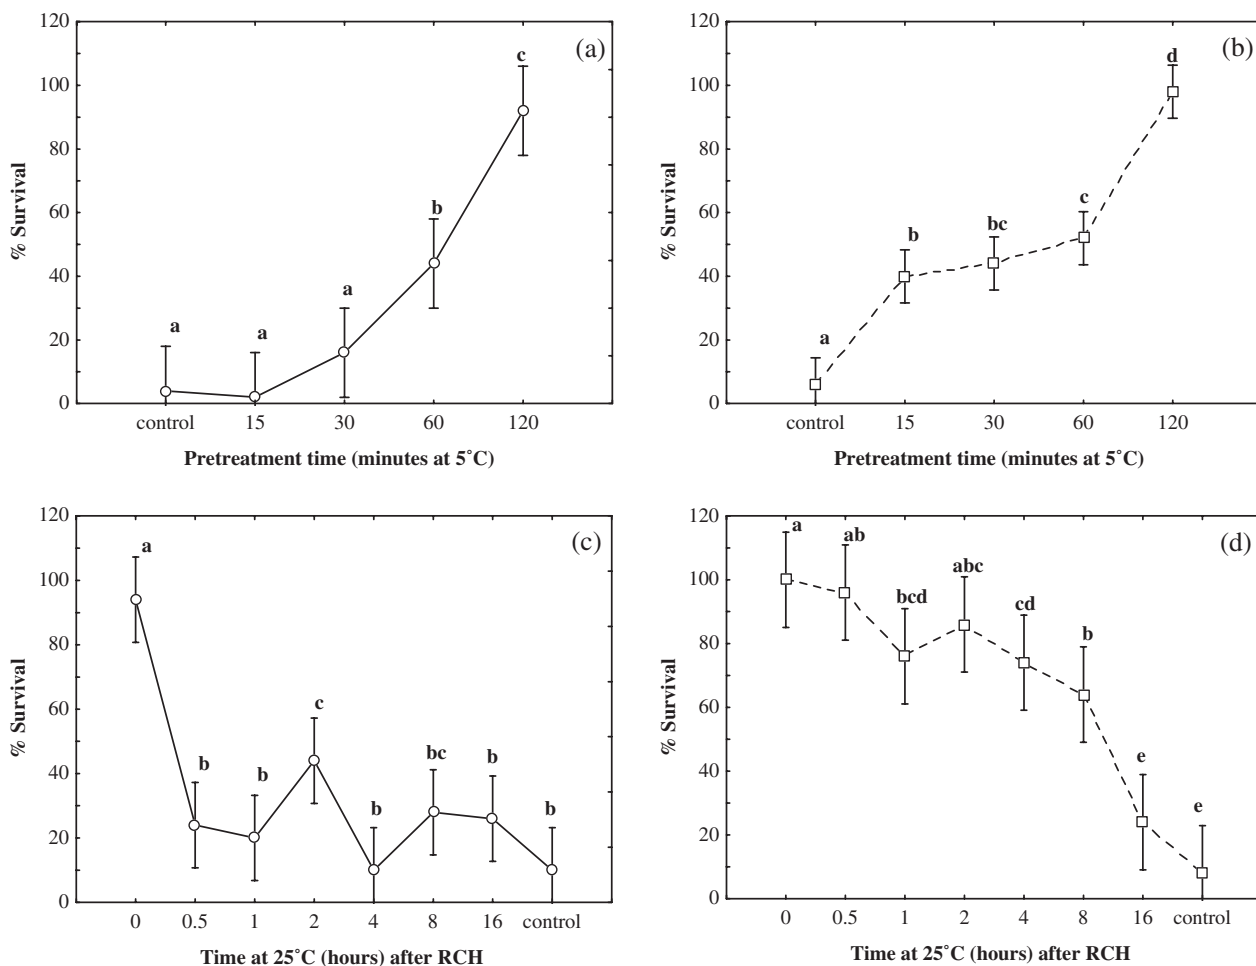 (a)
% Survival
120
100
80
60
40
20
0
a
a
a
b
c
control 15 30 60 120
Pretreatment time (minutes at 5˚C)
(b)
% Survival
120
100
80
60
40
20
0
a
b
bc
c
d
control 15 30 60 120
Pretreatment time (minutes at 5˚C)
(c)
% Survival
120
100
80
60
40
20
0
a
b
b
c
b
bc
b
b
0 0.5 1 2 4 8 16 control
Time at 25˚C (hours) after RCH
(d)
% Survival
120
100
80
60
40
20
0
a
ab
bcd
abc
cd
b
e
e
0 0.5 1 2 4 8 16 control
Time at 25˚C (hours) after RCH